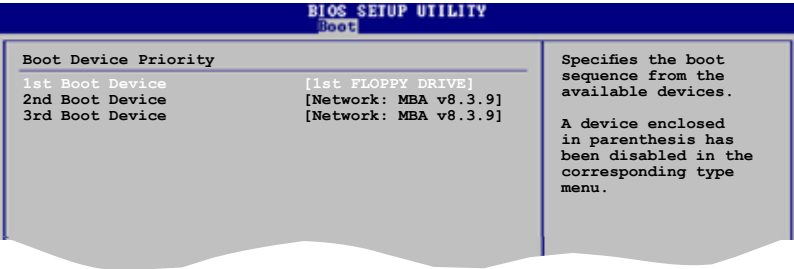 BIOS SETUP UTILITY
Boot
Boot Device Priority
1st Boot Device [1st FLOPPY DRIVE]
2nd Boot Device [Network: MBA v8.3.9]
3rd Boot Device [Network: MBA v8.3.9]
Specifies the boot
sequence from the
available devices.
A device enclosed
in parenthesis has
been disabled in the
corresponding type
menu.